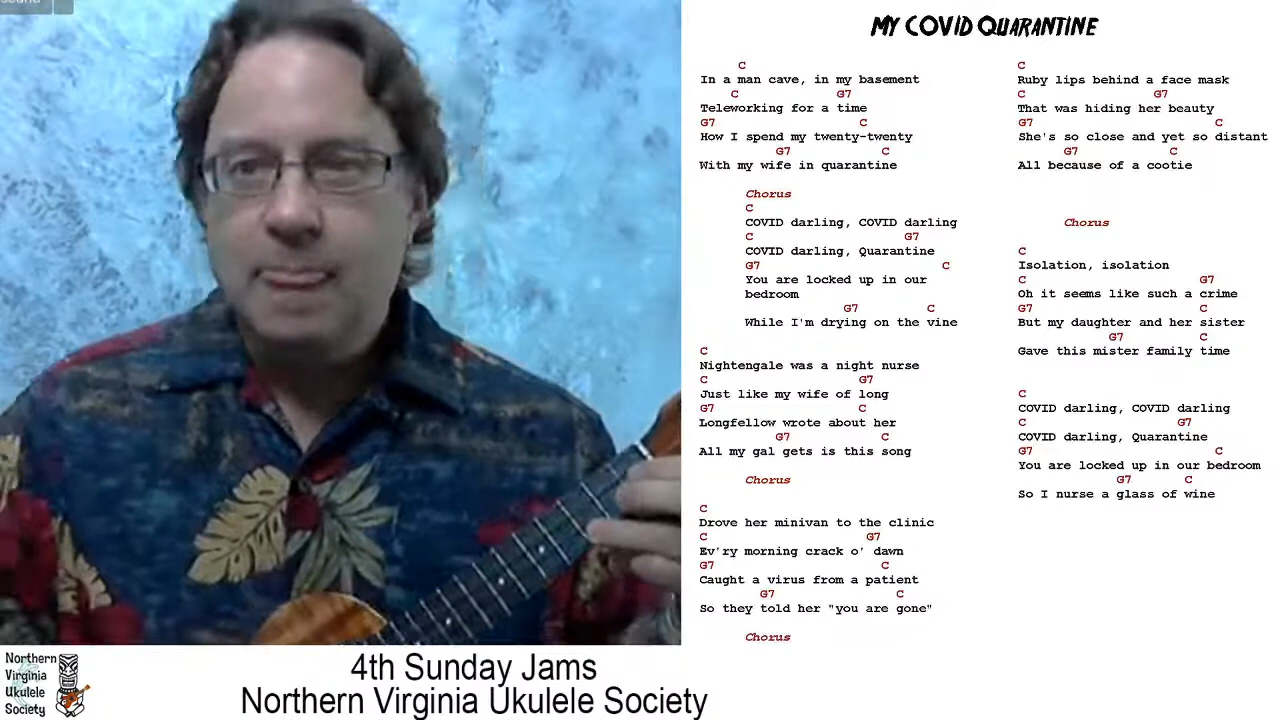 MY COVID QUARANTINE
C
In a man cave, in my basement
C G7
Teleworking for a time
G7 C
How I spend my twenty-twenty
G7 C
With my wife in quarantine
Chorus
C
COVID darling, COVID darling
C G7
COVID darling, Quarantine
G7 C
You are locked up in our
bedroom
G7 C
While I'm drying on the vine
C
Nightengale was a night nurse
C G7
Just like my wife of long
G7 C
Longfellow wrote about her
G7 C
All my gal gets is this song
Chorus
C
Drove her minivan to the clinic
C G7
Ev'ry morning crack o' dawn
G7 C
Caught a virus from a patient
G7 C
So they told her "you are gone"
Chorus
C
Ruby lips behind a face mask
C G7
That was hiding her beauty
G7 C
She's so close and yet so distant
G7 C
All because of a cootie
Chorus
C
Isolation, isolation
C G7
Oh it seems like such a crime
G7 C
But my daughter and her sister
G7 C
Gave this mister family time
C
COVID darling, COVID darling
C G7
COVID darling, Quarantine
G7 C
You are locked up in our bedroom
G7 C
So I nurse a glass of wine
Northern
Virginia
Ukulele
Society
4th Sunday Jams
Northern Virginia Ukulele Society